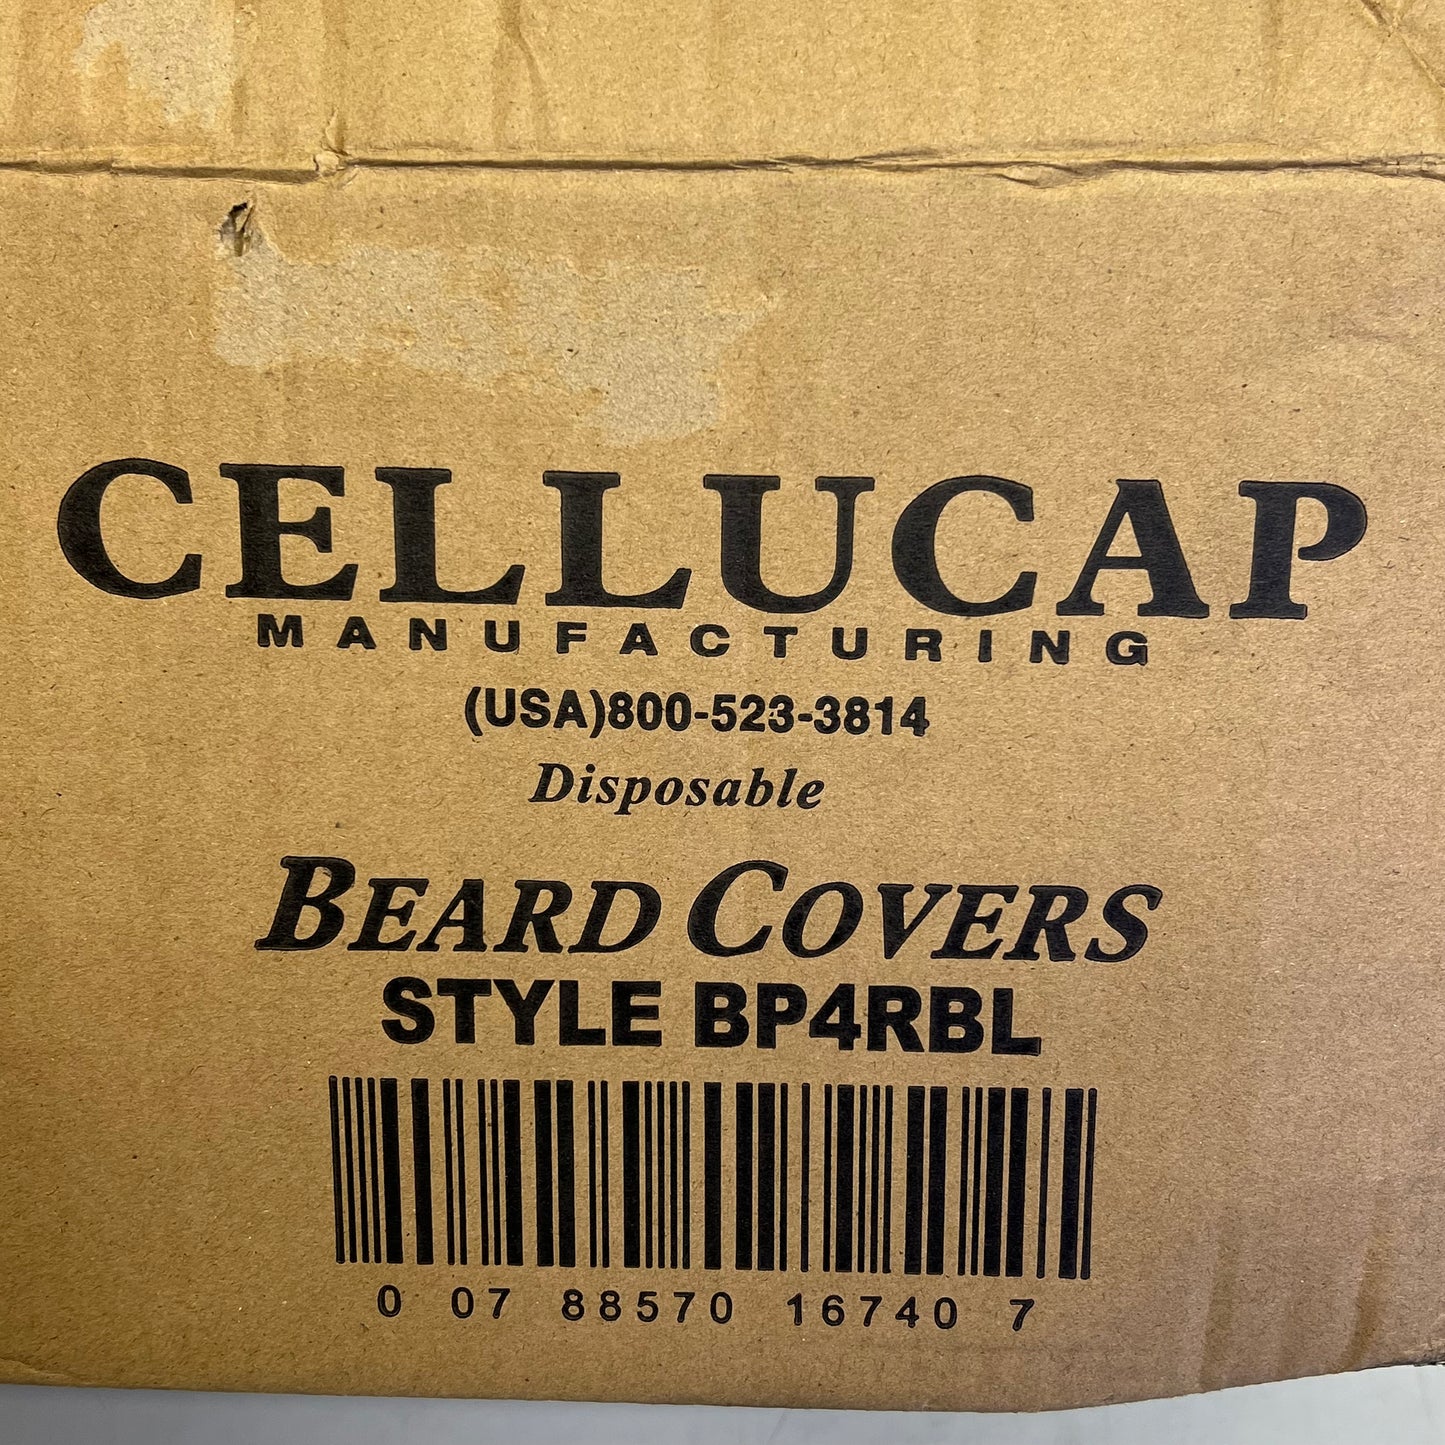 CELLUCAP
MANUFACTURING
(USA)800-523-3814
Disposable
BEARD COVERS
STYLE BP4RBL
0 07 88570 16740 7